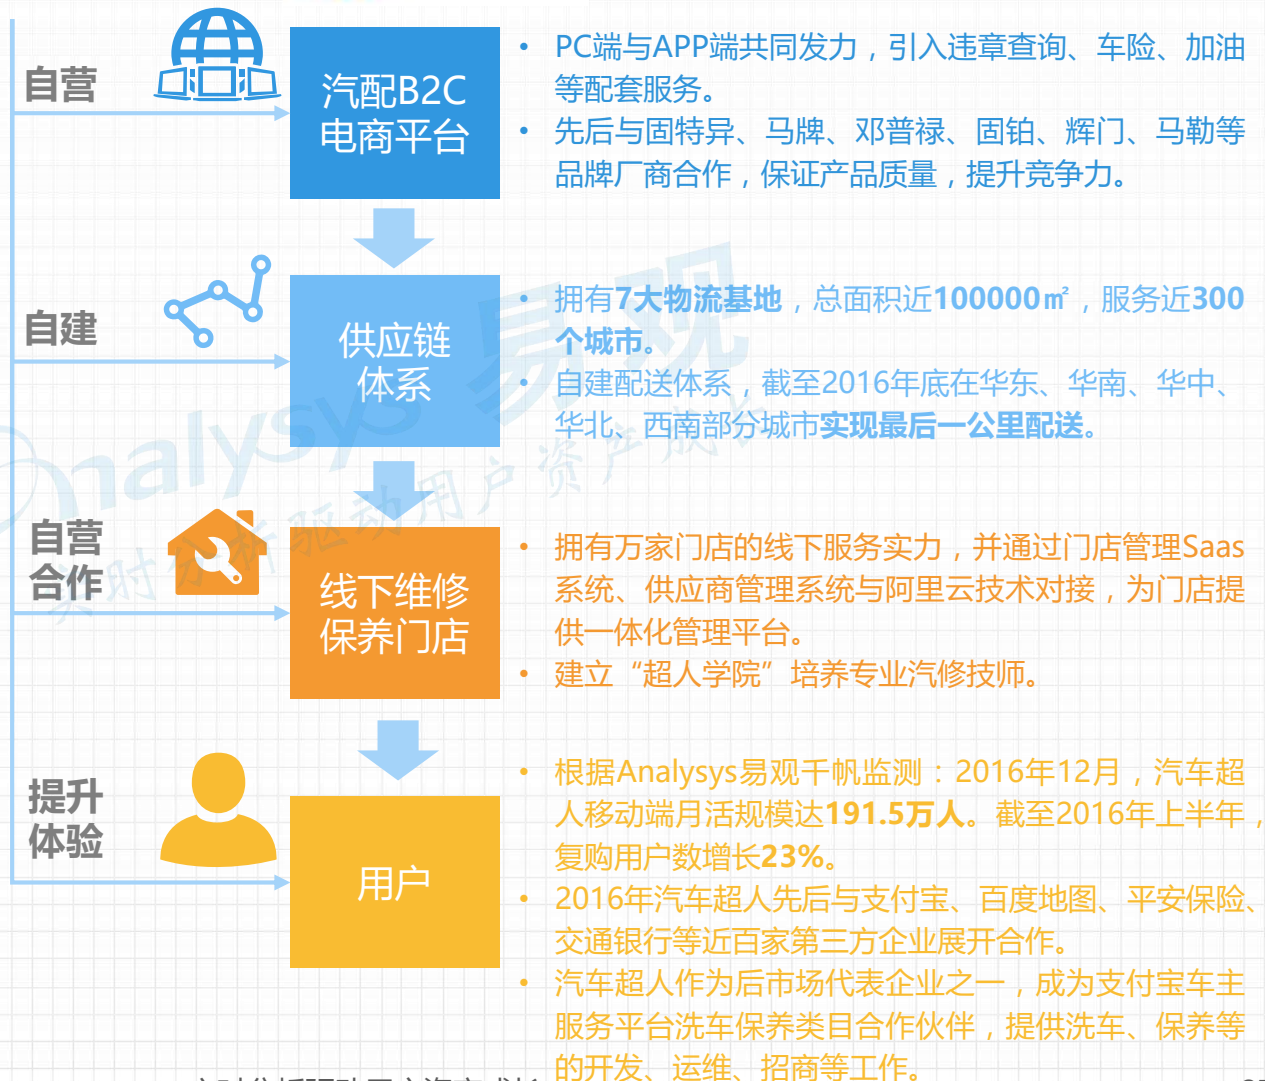 自营
汽配B2C
电商平台
• PC端与APP端共同发力，引入违章查询、车险、加油
等配套服务。
• 先后与固特异、马牌、邓普禄、固铂、辉门、马勒等
品牌厂商合作，保证产品质量，提升竞争力。
自建
供应链
体系
• 拥有7大物流基地，总面积近100000㎡，服务近300
个城市。
• 自建配送体系，截至2016年底在华东、华南、华中、
华北、西南部分城市实现最后一公里配送。
Analysys 易观
实时分析驱动用户资产成长
自营
合作
线下维修
保养门店
• 拥有万家门店的线下服务实力，并通过门店管理Saas
系统、供应商管理系统与阿里云技术对接，为门店提
供一体化管理平台。
• 建立“超人学院”培养专业汽修技师。
提升
体验
用户
• 根据Analysys易观千帆监测：2016年12月，汽车超
人移动端月活规模达191.5万人。截至2016年上半年，
复购用户数增长23%。
• 2016年汽车超人先后与支付宝、百度地图、平安保险、
交通银行等近百家第三方企业展开合作。
• 汽车超人作为后市场代表企业之一，成为支付宝车主
服务平台洗车保养类目合作伙伴，提供洗车、保养等
的开发、运维、招商等工作。